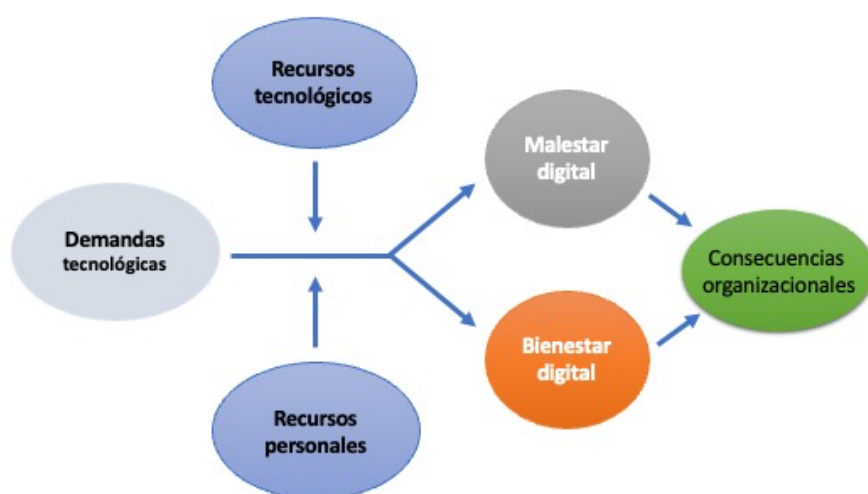 Recursos
tecnológicos
Malestar
digital
Demandas
tecnológicas
Consecuencias
organizacionales
Bienestar
digital
Recursos
personales